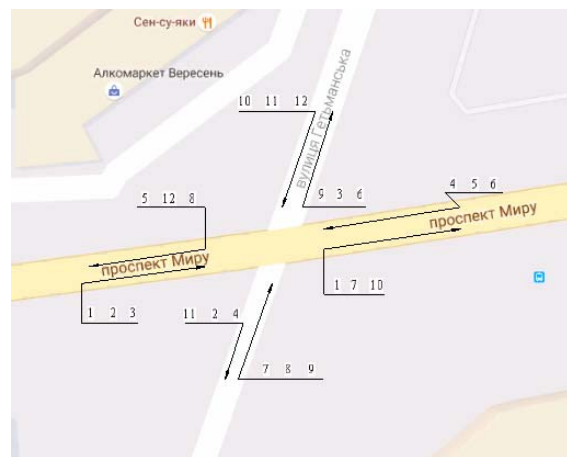 Сен-су-яки
Алкомаркет Вересень
10 11 12
вулиця Гетьманська
4 5 6
5 12 8
9 3 6
проспект Миру
проспект Миру
1 7 10
1 2 3
11 2 4
7 8 9